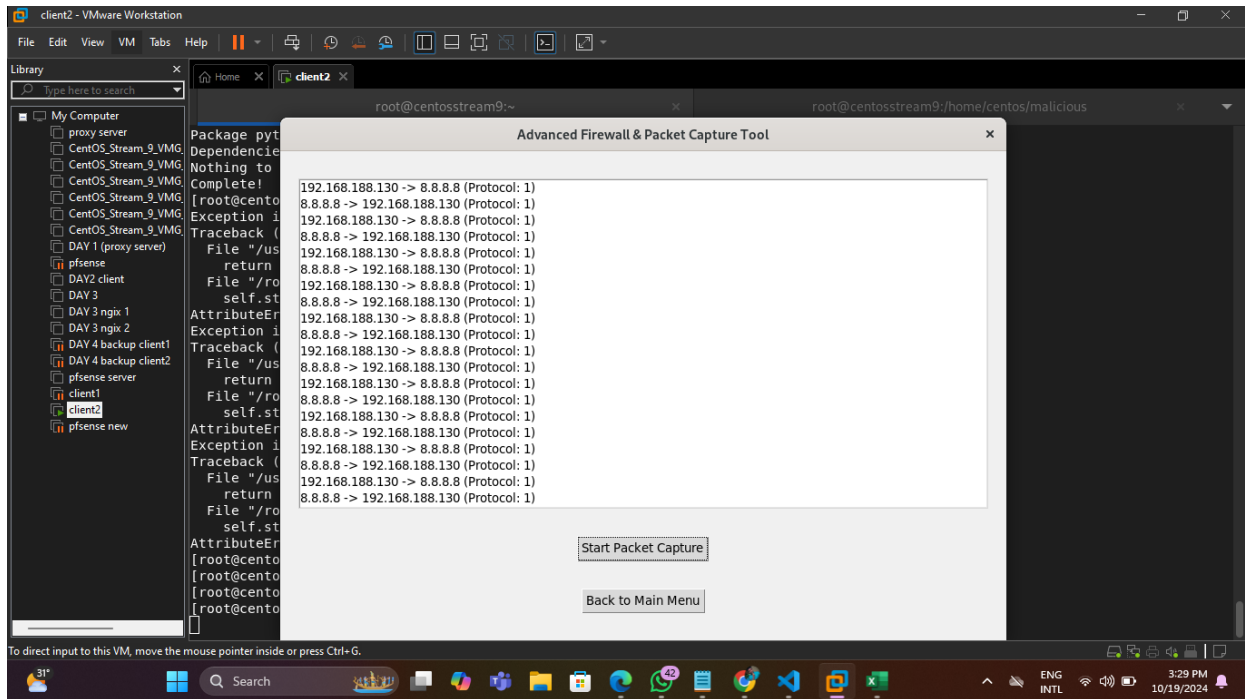 client2 - VMware Workstation
File Edit View VM Tabs Help
Library
Type here to search
My Computer
proxy server
CentOS_Stream_9_VMG_
CentOS_Stream_9_VMG_
CentOS_Stream_9_VMG_
CentOS_Stream_9_VMG_
CentOS_Stream_9_VMG_
CentOS_Stream_9_VMG_
DAY 1 (proxy server)
pfsense
DAY2 client
DAY 3
DAY 3 ngix 1
DAY 3 ngix 2
DAY 4 backup client1
DAY 4 backup client2
pfsense server
client1
client2
pfsense new
Home client2
root@centosstream9:~ root@centosstream9:/home/centos/malicious
Package pyt
Dependencie
Nothing to
Complete!
[root@cento
Exception i
Traceback (
File "/us
return
File "/ro
self.st
AttributeEr
Exception i
Traceback (
File "/us
return
File "/ro
self.st
AttributeEr
Exception i
Traceback (
File "/us
return
File "/ro
self.st
AttributeEr
[root@cento
[root@cento
[root@cento
[root@cento
Advanced Firewall & Packet Capture Tool
192.168.188.130 -> 8.8.8.8 (Protocol: 1)
8.8.8.8 -> 192.168.188.130 (Protocol: 1)
192.168.188.130 -> 8.8.8.8 (Protocol: 1)
8.8.8.8 -> 192.168.188.130 (Protocol: 1)
192.168.188.130 -> 8.8.8.8 (Protocol: 1)
8.8.8.8 -> 192.168.188.130 (Protocol: 1)
192.168.188.130 -> 8.8.8.8 (Protocol: 1)
8.8.8.8 -> 192.168.188.130 (Protocol: 1)
192.168.188.130 -> 8.8.8.8 (Protocol: 1)
8.8.8.8 -> 192.168.188.130 (Protocol: 1)
192.168.188.130 -> 8.8.8.8 (Protocol: 1)
8.8.8.8 -> 192.168.188.130 (Protocol: 1)
192.168.188.130 -> 8.8.8.8 (Protocol: 1)
8.8.8.8 -> 192.168.188.130 (Protocol: 1)
192.168.188.130 -> 8.8.8.8 (Protocol: 1)
8.8.8.8 -> 192.168.188.130 (Protocol: 1)
192.168.188.130 -> 8.8.8.8 (Protocol: 1)
8.8.8.8 -> 192.168.188.130 (Protocol: 1)
192.168.188.130 -> 8.8.8.8 (Protocol: 1)
8.8.8.8 -> 192.168.188.130 (Protocol: 1)
Start Packet Capture
Back to Main Menu
To direct input to this VM, move the mouse pointer inside or press Ctrl+G.
31°
Search
42
ENG
INTL
3:29 PM
10/19/2024